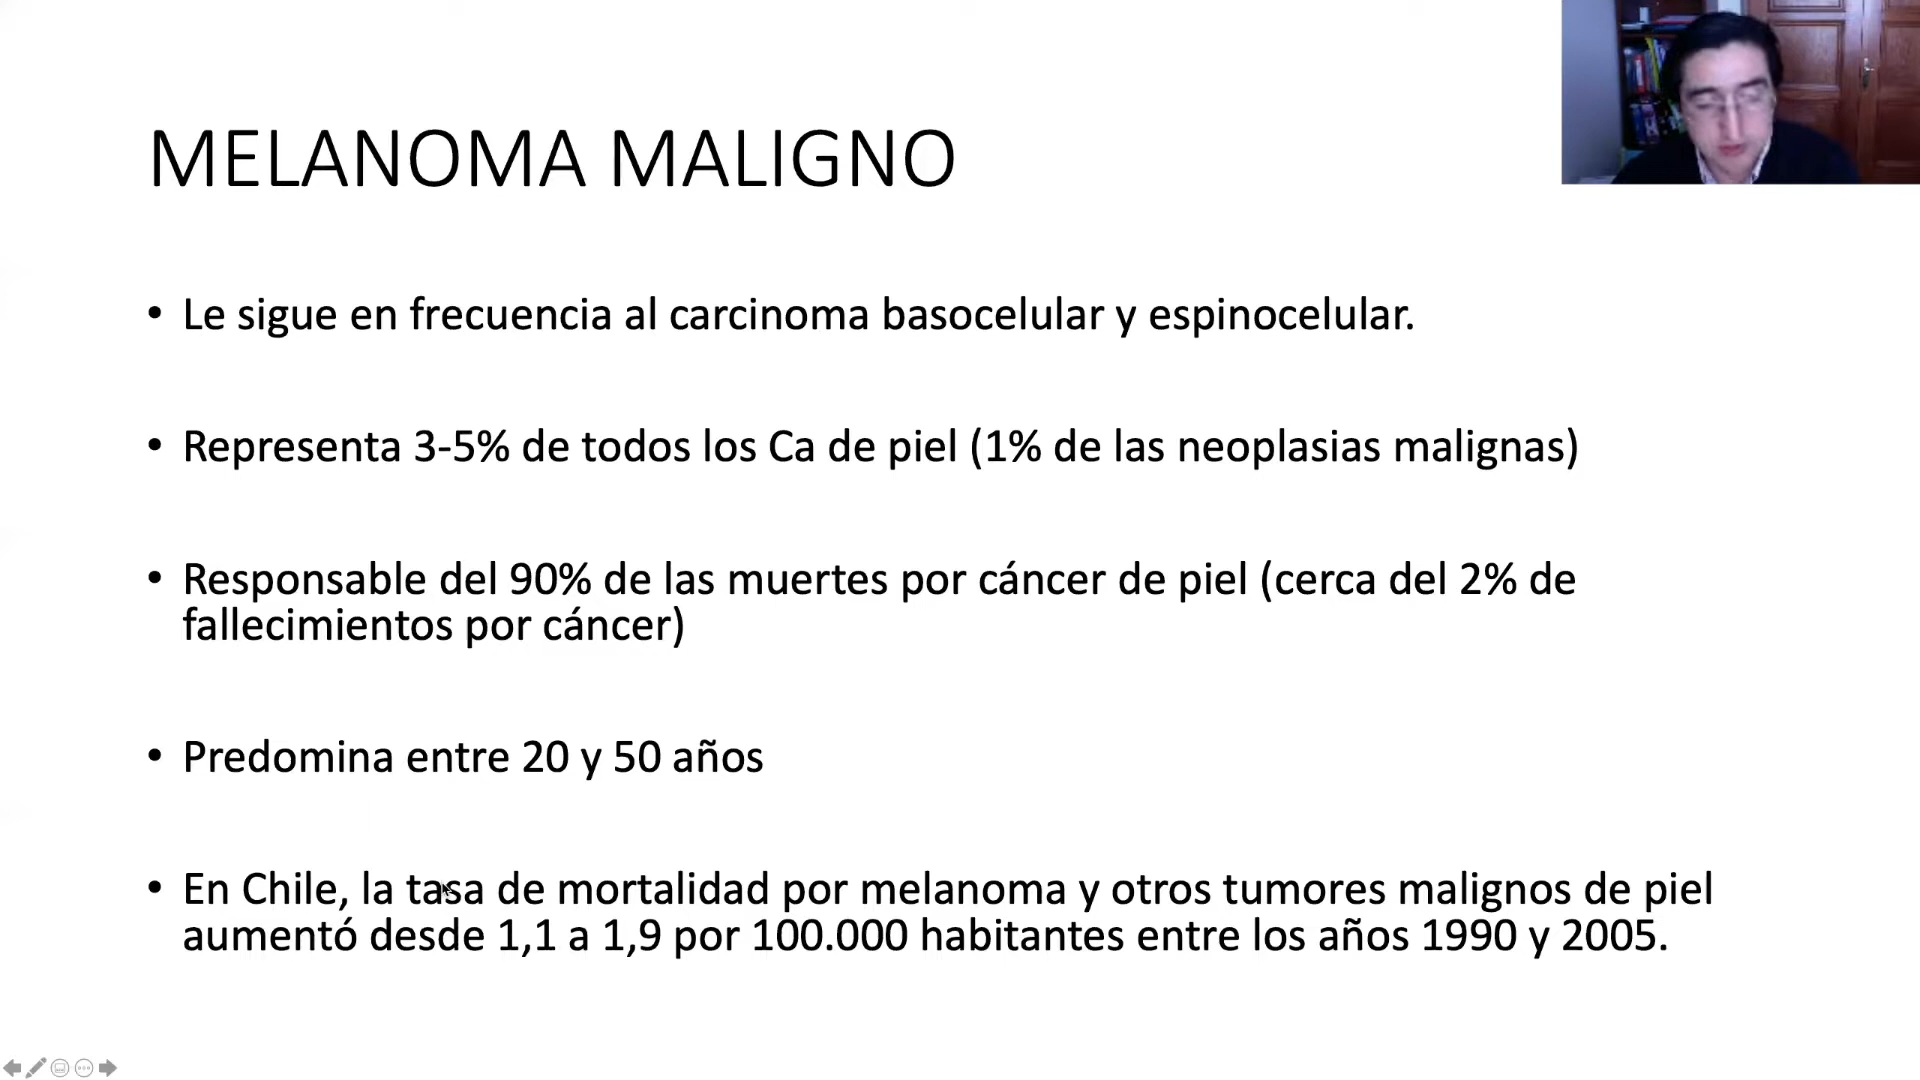 MELANOMA MALIGNO
• Le sigue en frecuencia al carcinoma basocelular y espinocelular.
• Representa 3-5% de todos los Ca de piel (1% de las neoplasias malignas)
• Responsable del 90% de las muertes por cáncer de piel (cerca del 2% de
fallecimientos por cáncer)
• Predomina entre 20 y 50 años
• En Chile, la tasa de mortalidad por melanoma y otros tumores malignos de piel
aumentó desde 1,1 a 1,9 por 100.000 habitantes entre los años 1990 y 2005.